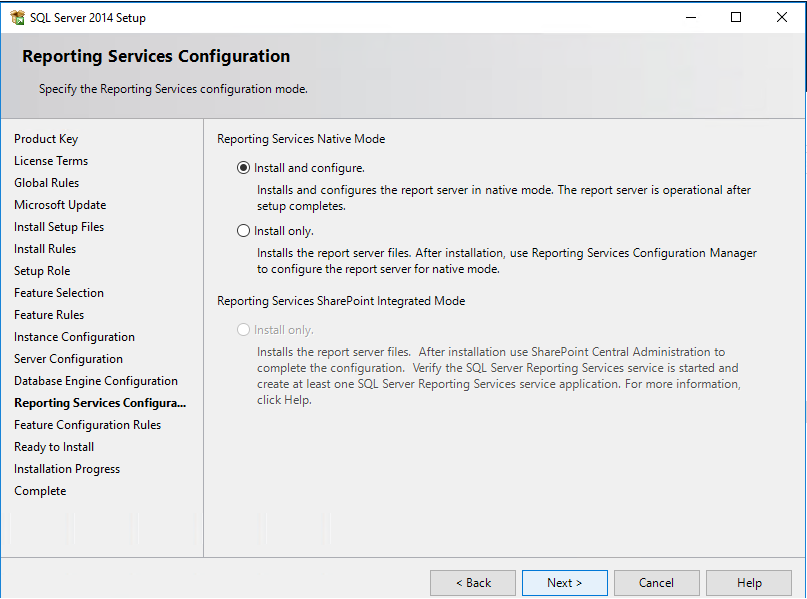 SQL Server 2014 Setup
Reporting Services Configuration
Specify the Reporting Services configuration mode.
Product Key
License Terms
Global Rules
Microsoft Update
Install Setup Files
Install Rules
Setup Role
Feature Selection
Feature Rules
Instance Configuration
Server Configuration
Database Engine Configuration
Reporting Services Configura...
Feature Configuration Rules
Ready to Install
Installation Progress
Complete
Reporting Services Native Mode
Install and configure.
Installs and configures the report server in native mode. The report server is operational after
setup completes.
Install only.
Installs the report server files. After installation, use Reporting Services Configuration Manager
to configure the report server for native mode.
Reporting Services SharePoint Integrated Mode
Install only.
Installs the report server files.  After installation use SharePoint Central Administration to
complete the configuration.  Verify the SQL Server Reporting Services service is started and
create at least one SQL Server Reporting Services service application. For more information,
click Help.
< Back
Next >
Cancel
Help